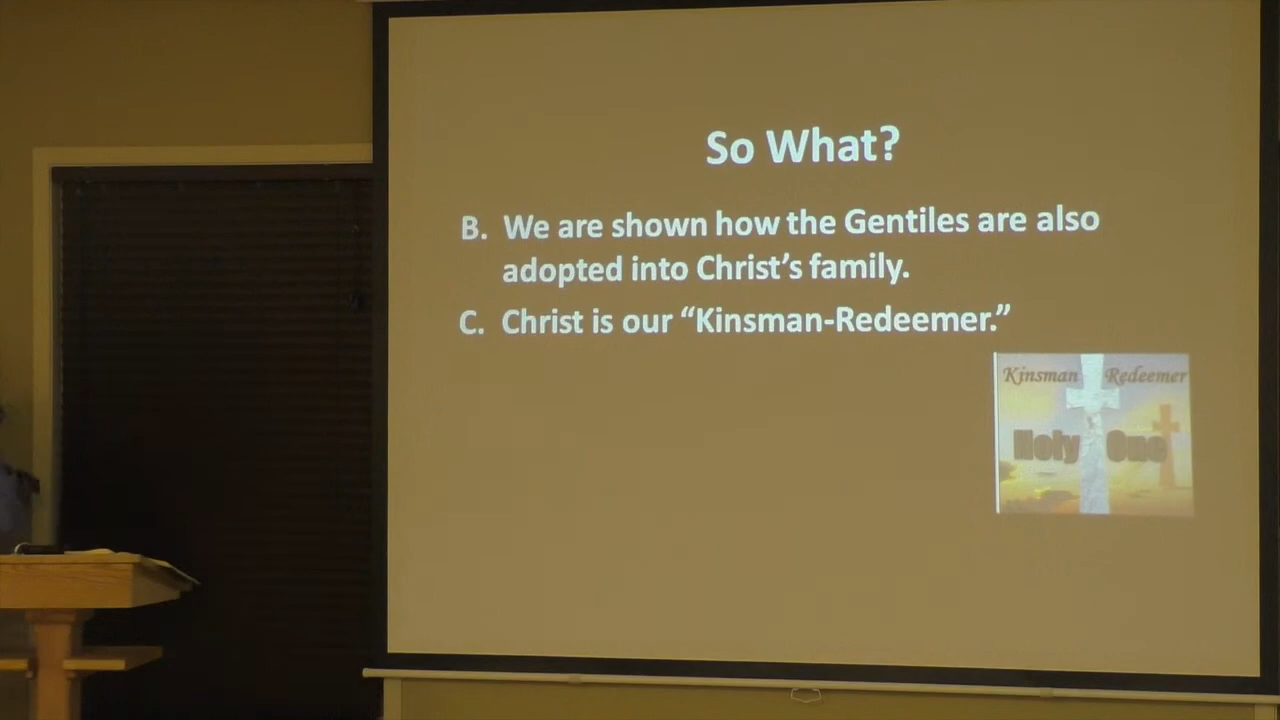 So What?
B. We are shown how the Gentiles are also
adopted into Christ’s family.
C. Christ is our “Kinsman-Redeemer.”
Kinsman Redeemer
Holy One